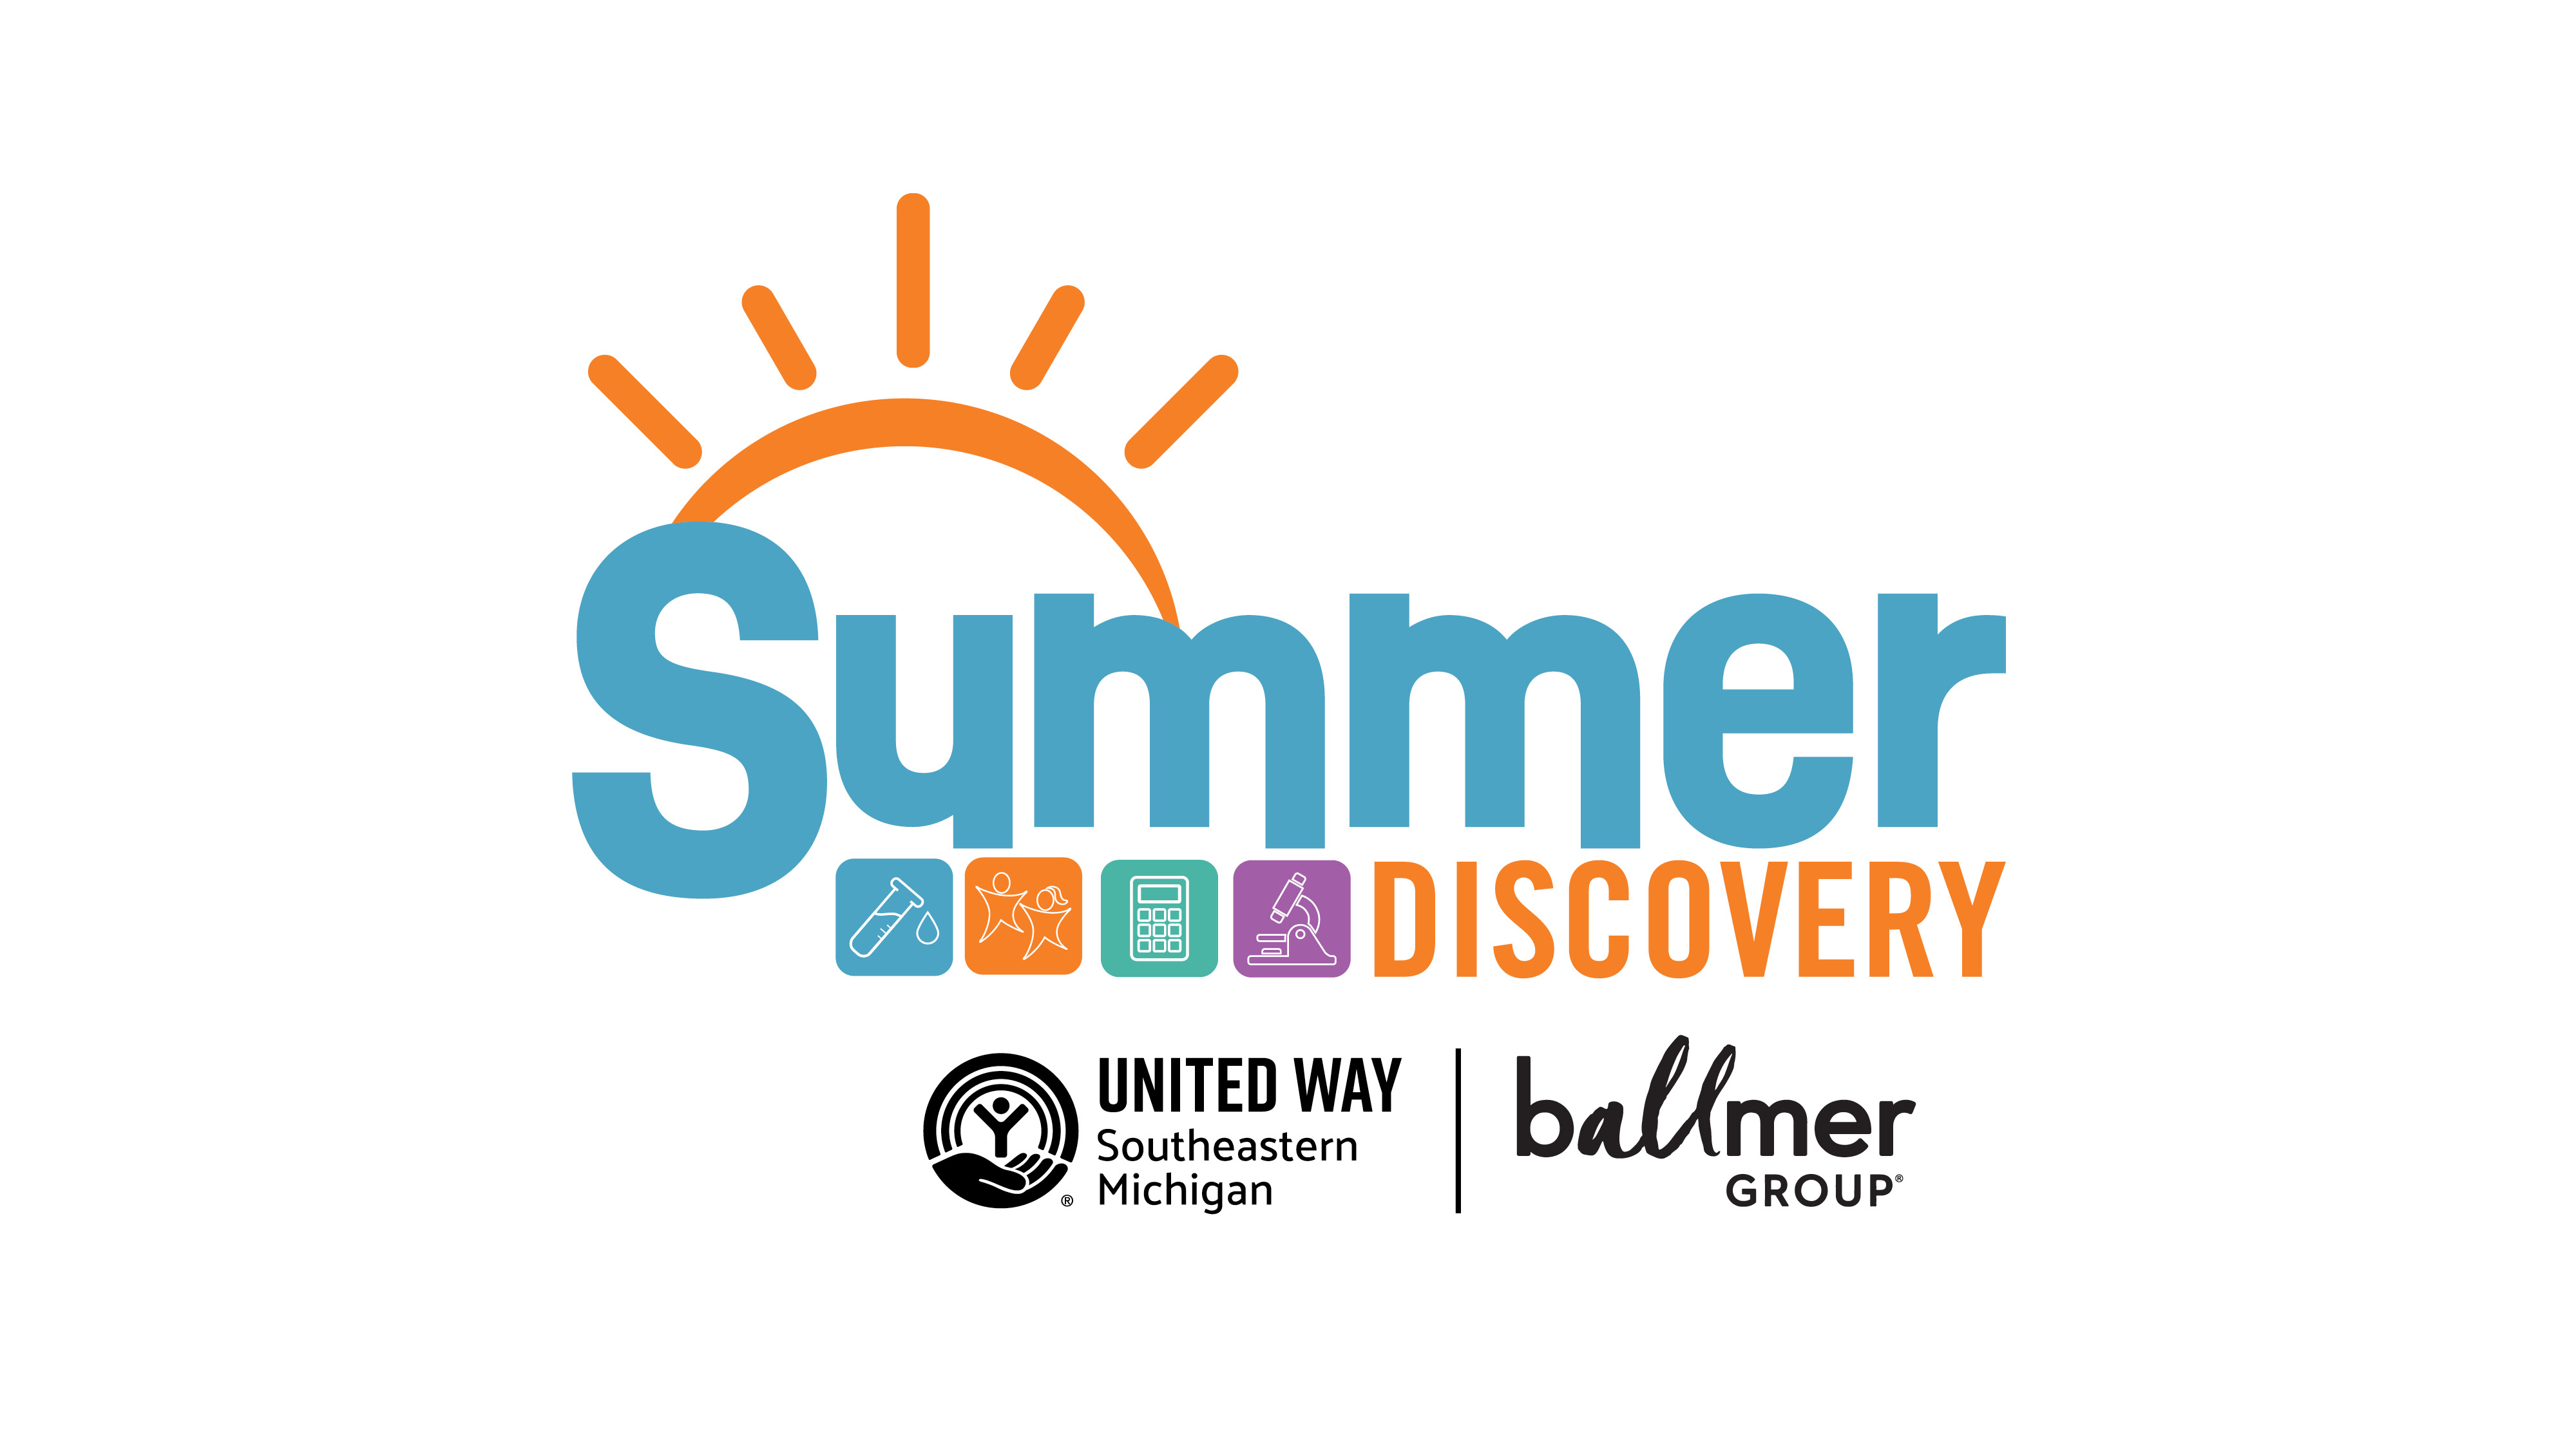 Summer
DISCOVERY
UNITED WAY
Southeastern
Michigan
®
ballmer
GROUP®